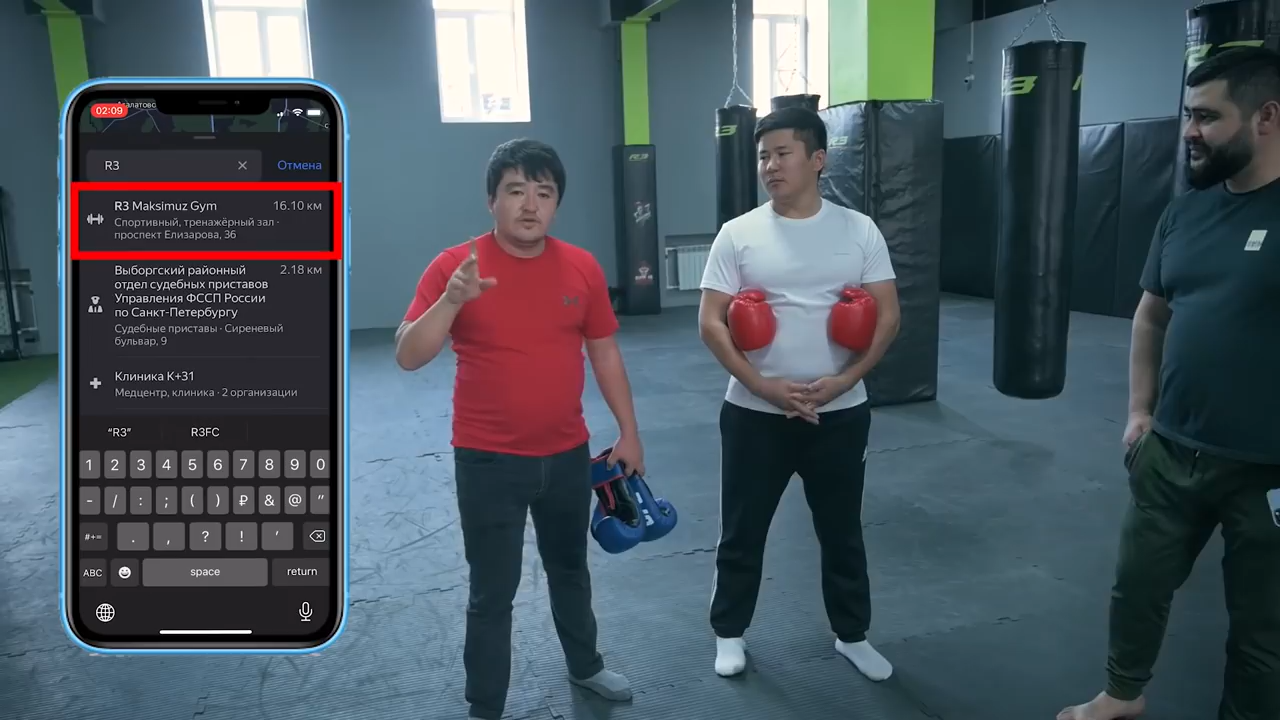 Агалатово
02:09
R3
Отмена
R3 Maksimuz Gym 16.10 км
Спортивный, тренажёрный зал ·
проспект Елизарова, 36
Выборгский районный 2.18 км
отдел судебных приставов
Управления ФССП России
по Санкт-Петербургу
Судебные приставы · Сиреневый
бульвар, 9
Клиника К+31
Медцентр, клиника · 2 организации
“R3” R3FC
1 2 3 4 5 6 7 8 9 0
- / : ; ( ) ₽ & @ "
#+= . , ? ! '
ABC space return
R3
R3
R3